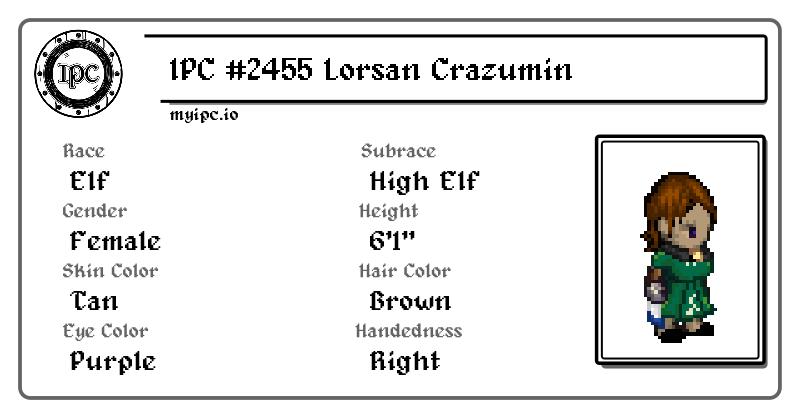 IPC
IPC #2455 Lorsan Crazumin
myipc.io
Race
Elf
Subrace
High Elf
Gender
Female
Height
6'1"
Skin Color
Tan
Hair Color
Brown
Eye Color
Purple
Handedness
Right